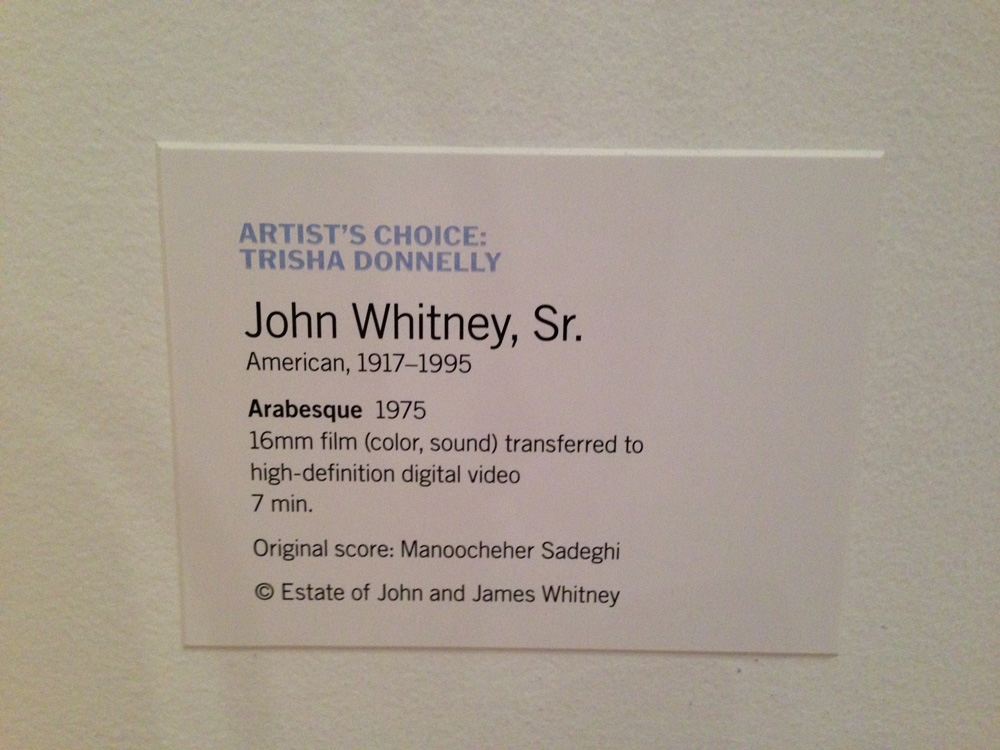 ARTIST'S CHOICE:
TRISHA DONNELLY
John Whitney, Sr.
American, 1917–1995
Arabesque 1975
16mm film (color, sound) transferred to
high-definition digital video
7 min.
Original score: Manoocheher Sadeghi
© Estate of John and James Whitney